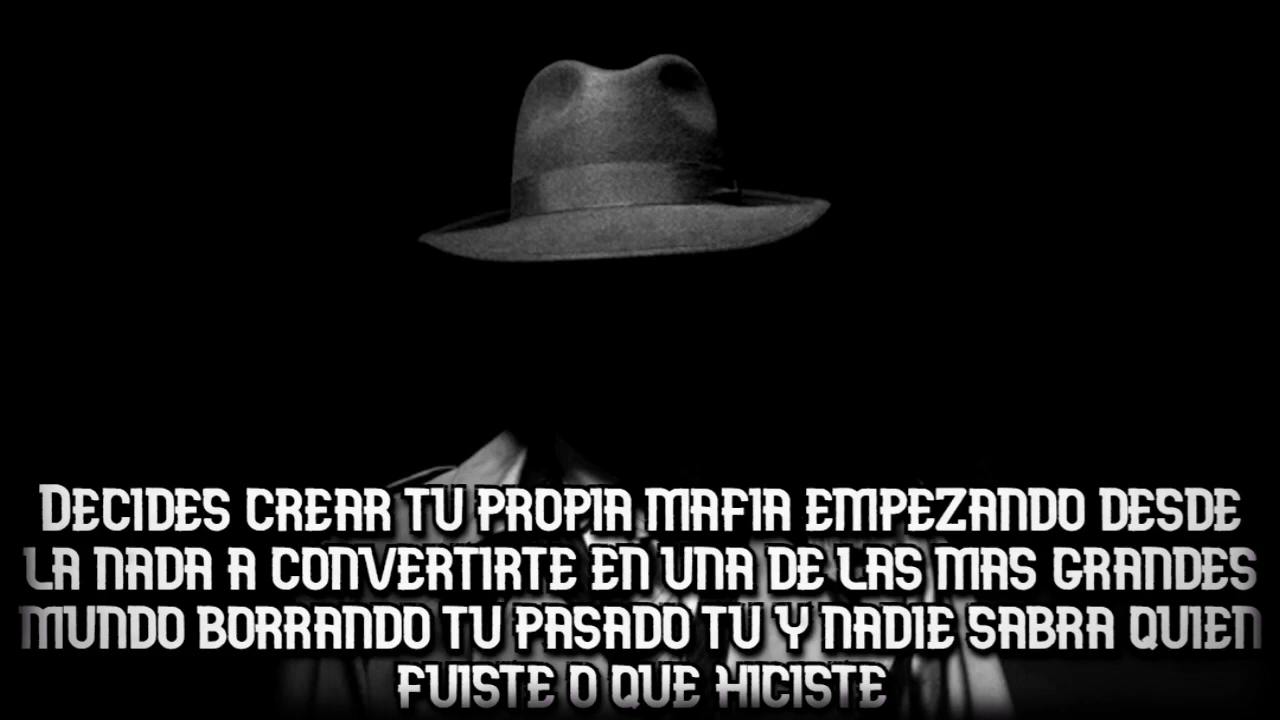 DECIDES CREAR TU PROPIA MAFIA EMPEZANDO DESDE
LA NADA A CONVERTIRTE EN UNA DE LAS MAS GRANDES
MUNDO BORRANDO TU PASADO TU Y NADIE SABRA QUIEN
FUISTE O QUE HICISTE